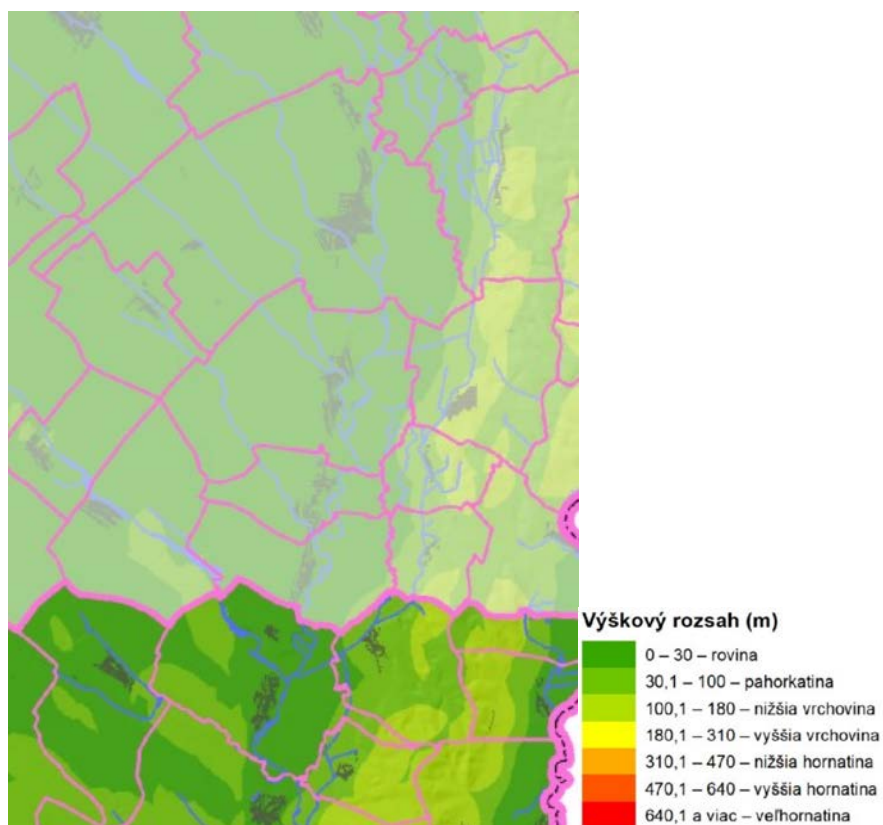 Výškový rozsah (m)
0 – 30 – rovina
30,1 – 100 – pahorkatina
100,1 – 180 – nižšia vrchovina
180,1 – 310 – vyššia vrchovina
310,1 – 470 – nižšia hornatina
470,1 – 640 – vyššia hornatina
640,1 a viac – veľhornatina